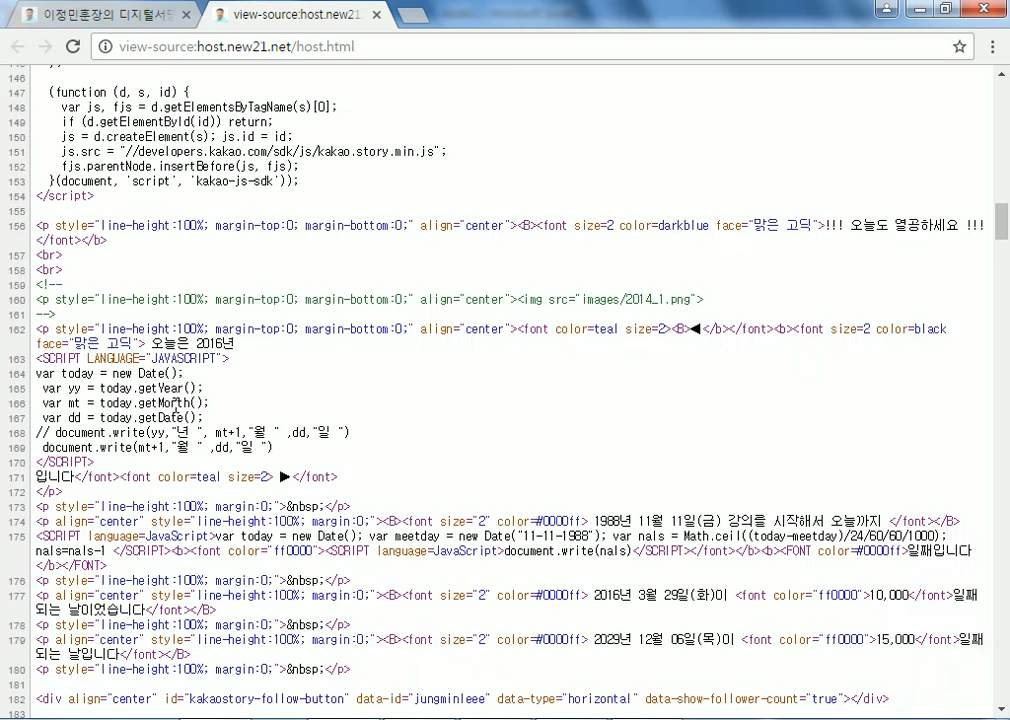 이정민훈장의 디지털서당
view-source:host.new21
view-source:host.new21.net/host.html
146
147 (function (d, s, id) {
148 var js, fjs = d.getElementsByTagName(s)[0];
149 if (d.getElementById(id)) return;
150 js = d.createElement(s); js.id = id;
151 js.src = "//developers.kakao.com/sdk/js/kakao.story.min.js";
152 fjs.parentNode.insertBefore(js, fjs);
153 }(document, 'script', 'kakao-js-sdk'));
154 </script>
155
156 <p style="line-height:100%; margin-top:0; margin-bottom:0;" align="center"><B><font size=2 color=darkblue face="맑은 고딕">!!! 오늘도 열공하세요 !!!
</font></b>
157 <br>
158 <br>
159 <!--
160 <p style="line-height:100%; margin-top:0; margin-bottom:0;" align="center"><img src="images/2014_1.png">
161 -->
162 <p style="line-height:100%; margin-top:0; margin-bottom:0;" align="center"><font color=teal size=2><B>◀</b></font><b><font size=2 color=black
face="맑은 고딕"> 오늘은 2016년
163 <SCRIPT LANGUAGE="JAVASCRIPT">
164 var today = new Date();
165 var yy = today.getYear();
166 var mt = today.getMonth();
167 var dd = today.getDate();
168 // document.write(yy,"년 ", mt+1,"월 " ,dd,"일 ")
169 document.write(mt+1,"월 " ,dd,"일 ")
170 </SCRIPT>
171 입니다</font><font color=teal size=2> ▶</font>
172 </p>
173 <p style="line-height:100%; margin:0;">&nbsp;</p>
174 <p align="center" style="line-height:100%; margin:0;"><B><font size="2" color=#0000ff> 1988년 11월 11일(금) 강의를 시작해서 오늘까지 </font></B>
175 <SCRIPT language=JavaScript>var today = new Date(); var meetday = new Date("11-11-1988"); var nals = Math.ceil((today-meetday)/24/60/60/1000);
nals=nals-1 </SCRIPT><b><font color="ff0000"><SCRIPT language=JavaScript>document.write(nals)</SCRIPT></font></b><b><FONT color=#0000ff>일째입니다
</b></FONT>
176 <p style="line-height:100%; margin:0;">&nbsp;</p>
177 <p align="center" style="line-height:100%; margin:0;"><B><font size="2" color=#0000ff> 2016년 3월 29일(화)이 <font color="ff0000">10,000</font>일째
되는 날이었습니다</font></B>
178 <p style="line-height:100%; margin:0;">&nbsp;</p>
179 <p align="center" style="line-height:100%; margin:0;"><B><font size="2" color=#0000ff> 2029년 12월 06일(목)이 <font color="ff0000">15,000</font>일째
되는 날입니다</font></B>
180 <p style="line-height:100%; margin:0;">&nbsp;</p>
181
182 <div align="center" id="kakaostory-follow-button" data-id="jungminleee" data-type="horizontal" data-show-follower-count="true"></div>
183